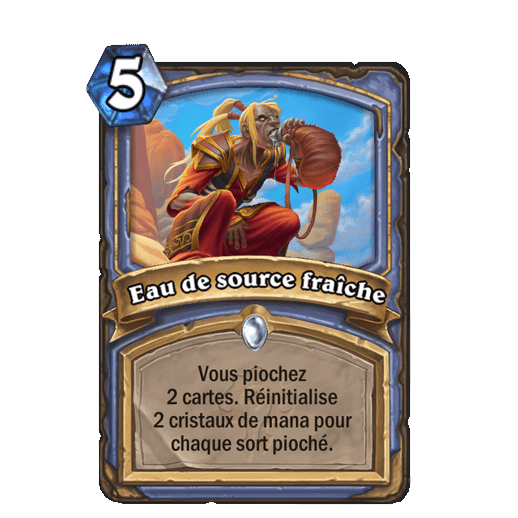 5
Eau de source fraîche
Vous piochez
2 cartes. Réinitialise
2 cristaux de mana pour
chaque sort pioché.